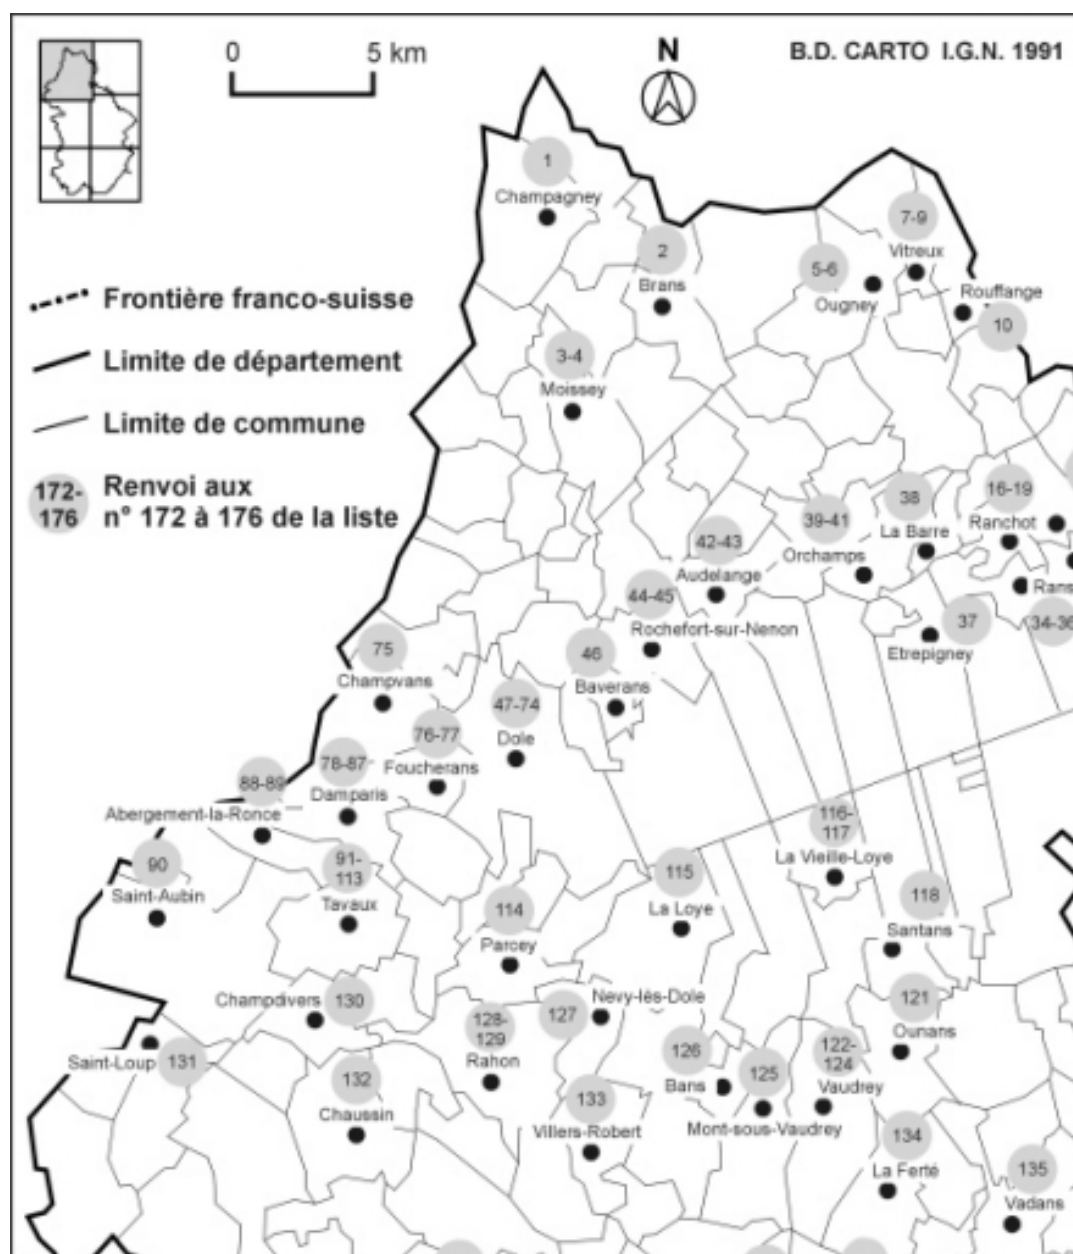 0 5 km
N
B.D. CARTO I.G.N. 1991
Frontière franco-suisse
Limite de département
Limite de commune
172-
176
Renvoi aux
n° 172 à 176 de la liste
1
Champagney
2
Brans
3-4
Moissey
5-6
Ougney
7-9
Vitreux
Rouffange
10
16-19
Ranchot
38
La Barre
39-41
Orchamps
42-43
Audelange
44-45
Rochefort-sur-Nenon
Rans
34-36
37
Etrepigney
46
Baverans
75
Champvans
47-74
Dole
76-77
Foucherans
78-87
Damparis
88-89
Abergement-la-Ronce
90
Saint-Aubin
91-
113
Tavaux
116-
117
La Vieille-Loye
115
La Loye
114
Parcey
118
Santans
121
Ounans
Champdivers
130
128-
129
Rahon
127
Nevy-lès-Dole
126
Bans
125
Mont-sous-Vaudrey
122-
124
Vaudrey
Saint-Loup
131
132
Chaussin
133
Villers-Robert
134
La Ferté
135
Vadans